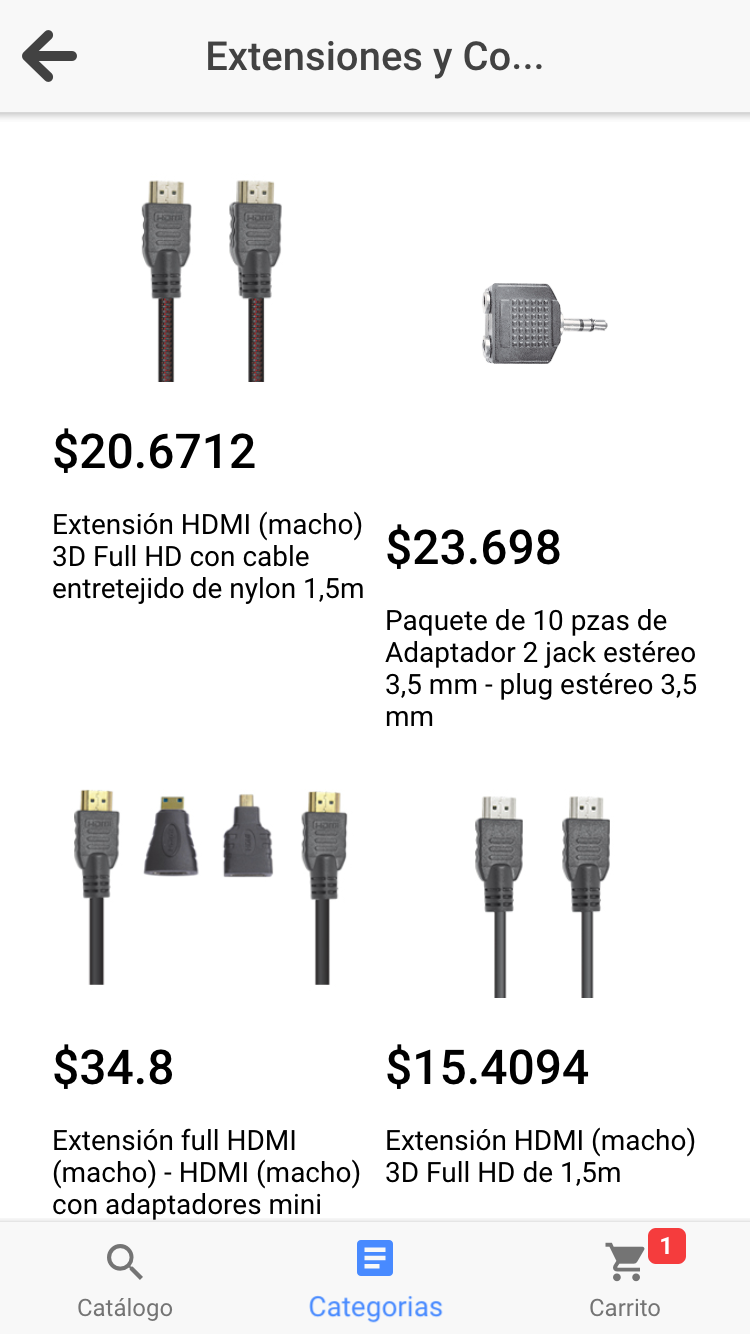 Extensiones y Co...
$20.6712
Extensión HDMI (macho)
3D Full HD con cable
entretejido de nylon 1,5m
$23.698
Paquete de 10 pzas de
Adaptador 2 jack estéreo
3,5 mm - plug estéreo 3,5
mm
$34.8
Extensión full HDMI
(macho) - HDMI (macho)
con adaptadores mini
$15.4094
Extensión HDMI (macho)
3D Full HD de 1,5m
Catálogo
Categorias
1
Carrito